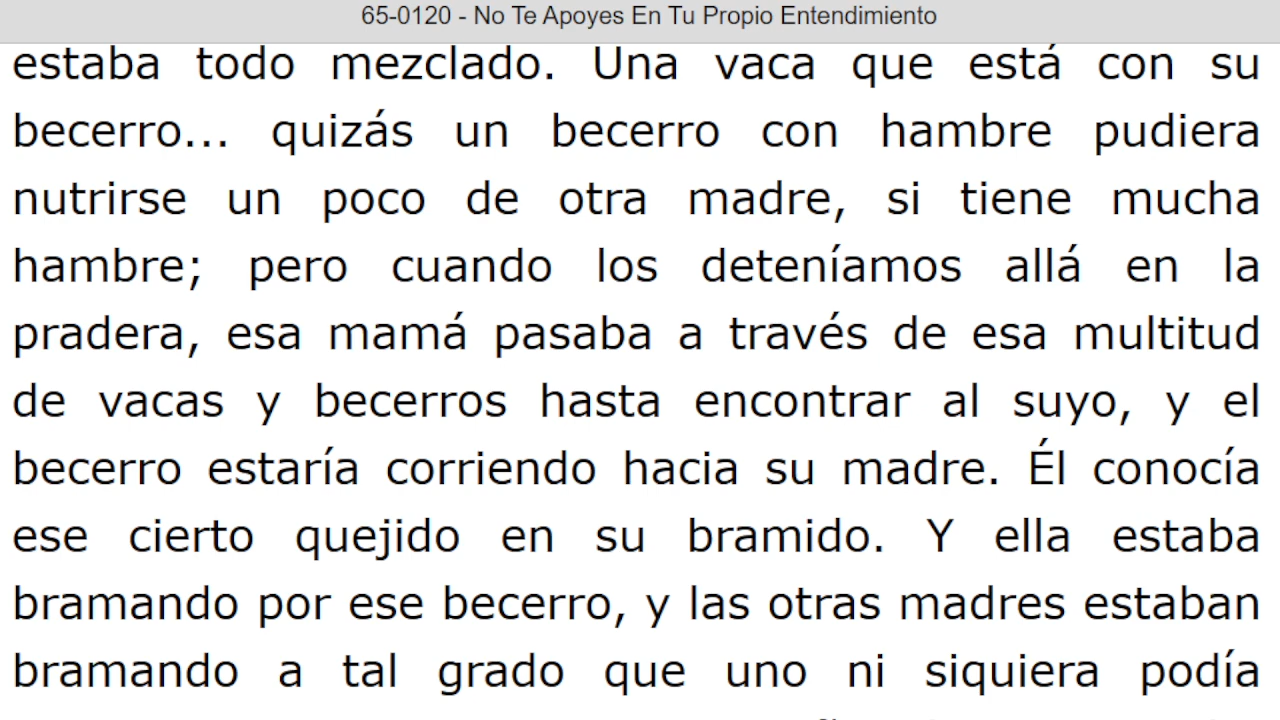 65-0120 - No Te Apoyes En Tu Propio Entendimiento
estaba todo mezclado. Una vaca que está con su
becerro... quizás un becerro con hambre pudiera
nutrirse un poco de otra madre, si tiene mucha
hambre; pero cuando los deteníamos allá en la
pradera, esa mamá pasaba a través de esa multitud
de vacas y becerros hasta encontrar al suyo, y el
becerro estaría corriendo hacia su madre. Él conocía
ese cierto quejido en su bramido. Y ella estaba
bramando por ese becerro, y las otras madres estaban
bramando a tal grado que uno ni siquiera podía